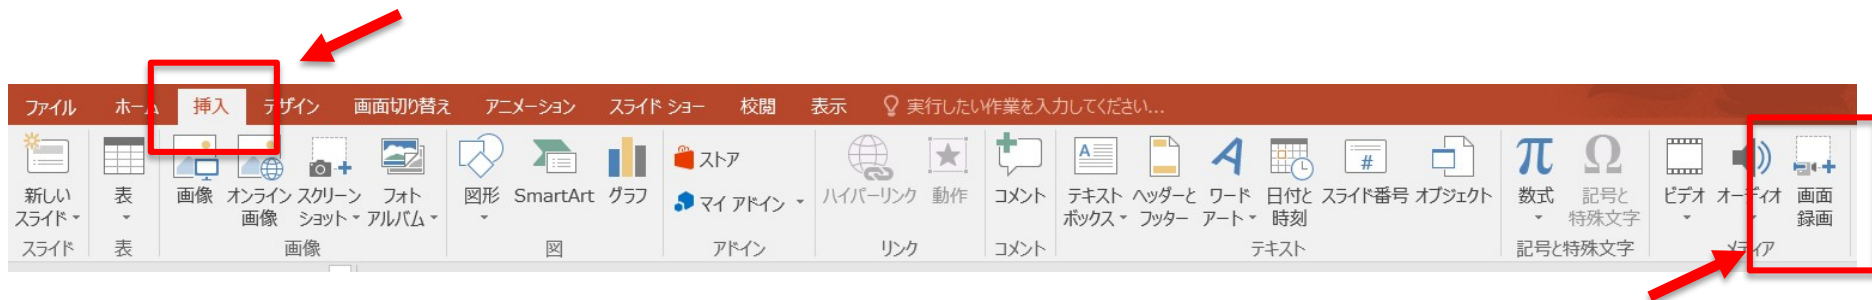 ファイル ホーム 挿入 デザイン 画面切り替え アニメーション スライド ショー 校閲 表示 実行したい作業を入力してください...
新しい
スライド
表
画像
オンライン
画像
スクリーン
ショット
フォト
アルバム
図形
SmartArt
グラフ
ストア
マイ アドイン
ハイパーリンク
動作
コメント
テキスト
ボックス
ヘッダーと
フッター
ワード
アート
日付と
時刻
スライド番号
オブジェクト
数式
記号と
特殊文字
ビデオ
オーディオ
画面
録画
スライド 表 画像 図 アドイン リンク コメント テキスト 記号と特殊文字 メディア